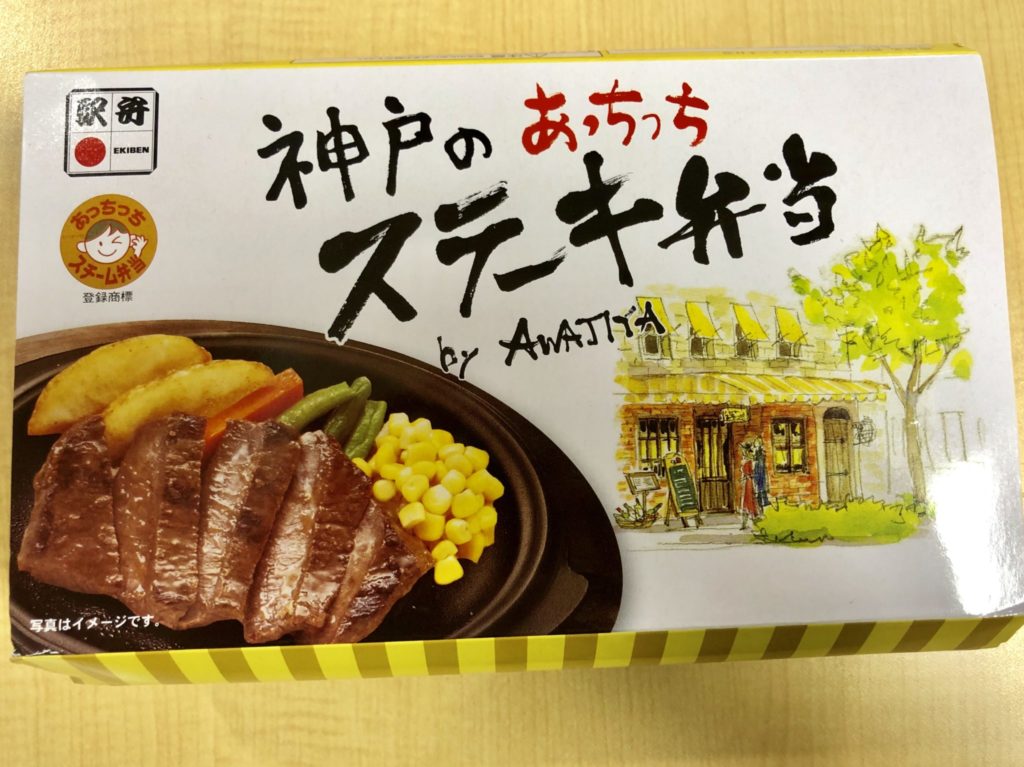 駅弁
EKIBEN
神戸の あっちっち
ステーキ弁当
by AWAJIYA
あっちっち
スチーム弁当
登録商標
写真はイメージです。